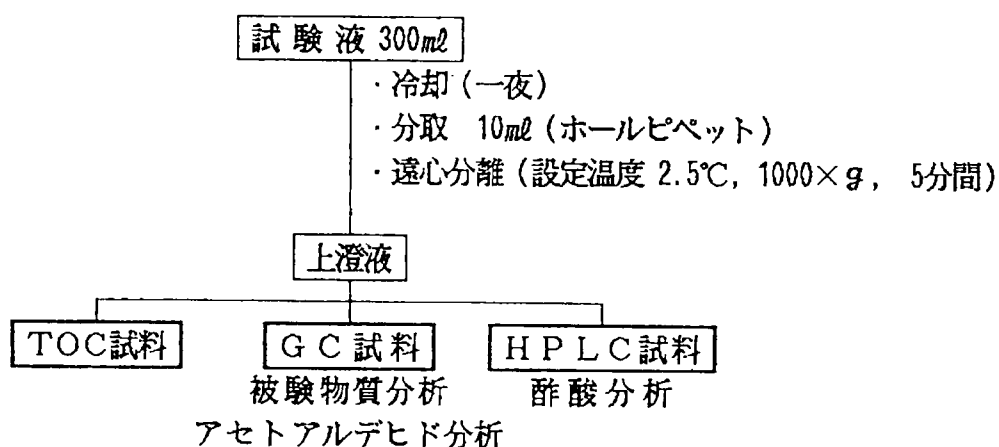 試験液 300㎖
・冷却（一夜）
・分取　10㎖（ホールピペット）
・遠心分離（設定温度 2.5℃, 1000×g, 5分間）
上澄液
ＴＯＣ試料
ＧＣ試料
ＨＰＬＣ試料
被験物質分析
酢酸分析
アセトアルデヒド分析